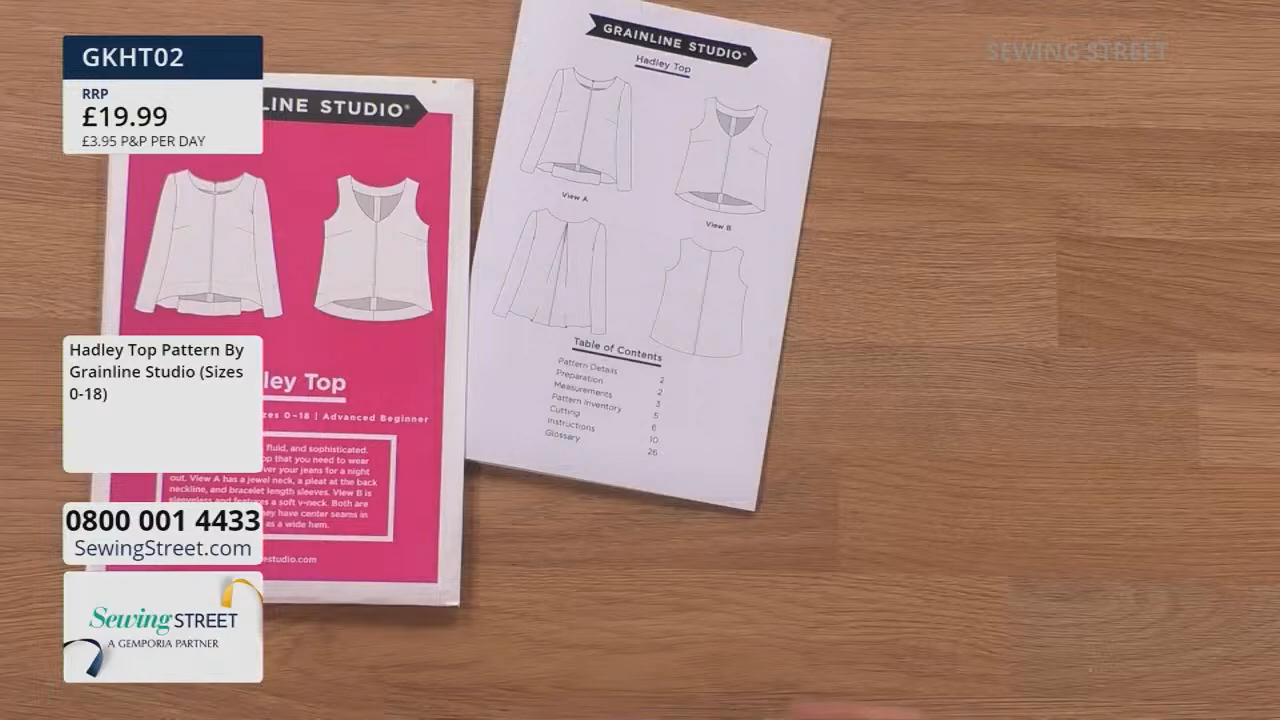 GKHT02
RRP
£19.99
£3.95 P&P PER DAY
Hadley Top Pattern By
Grainline Studio (Sizes
0-18)
0800 001 4433
SewingStreet.com
Sewing STREET
A GEMPORIA PARTNER
SEWING STREET
LINE STUDIO
ley Top
zes 0-18 | Advanced Beginner
fluid, and sophisticated.
op that you need to wear
ver your jeans for a night
out. View A has a jewel neck, a pleat at the back
neckline, and bracelet length sleeves. View B is
sleeveless and features a soft v-neck. Both are
hey have center seams in
as a wide hem.
estudio.com
GRAINLINE STUDIO
Hadley Top
View A
View B
Table of Contents
Pattern Details 2
Preparation 2
Measurements 3
Pattern Inventory 5
Cutting 6
Instructions 10
Glossary 26